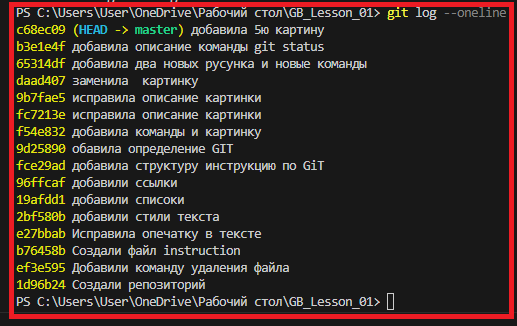 PS C:\Users\User\OneDrive\Рабочий стол\GB_Lesson_01> git log --oneline
c68ec09 (HEAD -> master) добавила 5ю картину
b3e1e4f добавила описание команды git status
65314df добавила два новых русунка и новые команды
daad407 заменила  картинку
9b7fae5 исправила описание картинки
fc7213e исправила описание картинки
f54e832 добавила команды и картинку
9d25890 обавила определение GIT
fce29ad добавила структуру инструкцию по GiT
96ffcaf добавила ссылки
19afdd1 добавила списоки
2bf580b добавила стили текста
e27bbab Исправила опечатку в тексте
b76458b Создали файл instruction
ef3e595 Добавили команду удаления файла
1d96b24 Создали репозиторий
PS C:\Users\User\OneDrive\Рабочий стол\GB_Lesson_01>